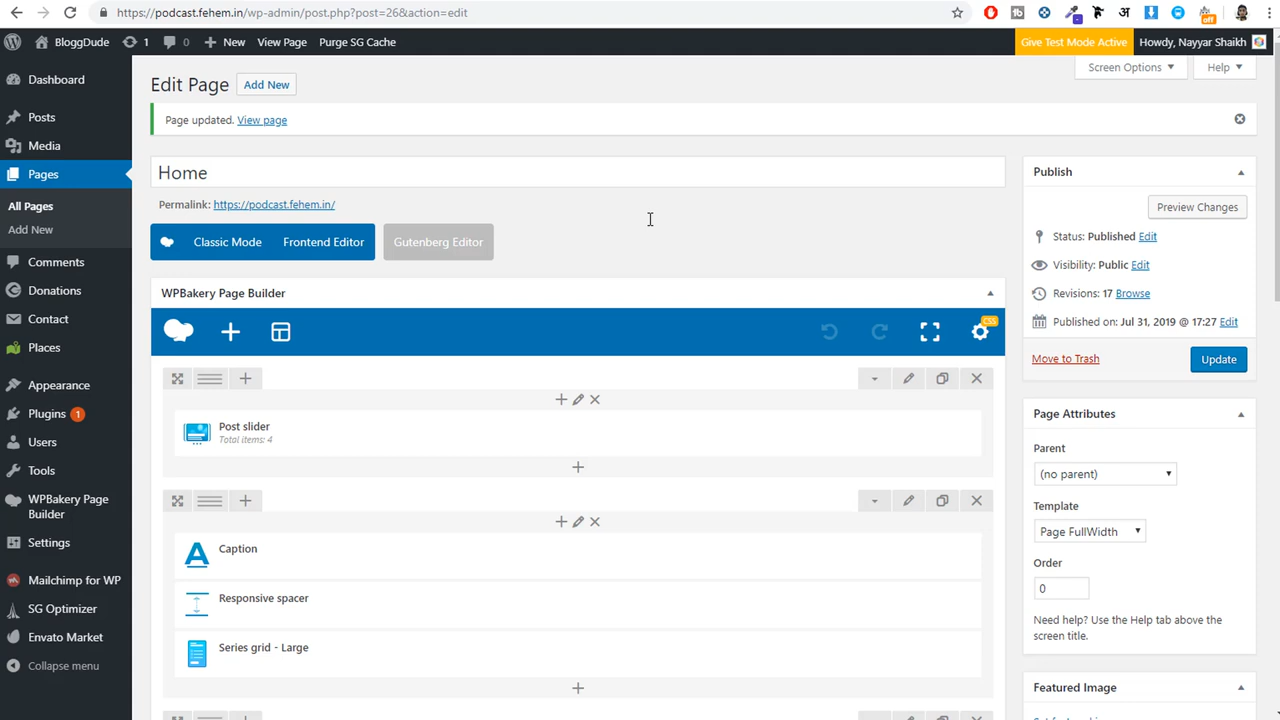 https://podcast.fehem.in/wp-admin/post.php?post=26&action=edit
अ
off
BloggDude
1
0
New
View Page
Purge SG Cache
Give Test Mode Active
Howdy, Nayyar Shaikh
Dashboard
Posts
Media
Pages
All Pages
Add New
Comments
Donations
Contact
Places
Appearance
Plugins 1
Users
Tools
WPBakery Page
Builder
Settings
Mailchimp for WP
SG Optimizer
Envato Market
Collapse menu
Screen Options
Help
Edit Page
Add New
Page updated. View page
Home
Permalink: https://podcast.fehem.in/
Classic Mode
Frontend Editor
Gutenberg Editor
WPBakery Page Builder
CSS
Post slider
Total items: 4
Caption
Responsive spacer
Series grid - Large
Publish
Preview Changes
Status: Published Edit
Visibility: Public Edit
Revisions: 17 Browse
Published on: Jul 31, 2019 @ 17:27 Edit
Move to Trash
Update
Page Attributes
Parent
(no parent)
Template
Page FullWidth
Order
0
Need help? Use the Help tab above the
screen title.
Featured Image